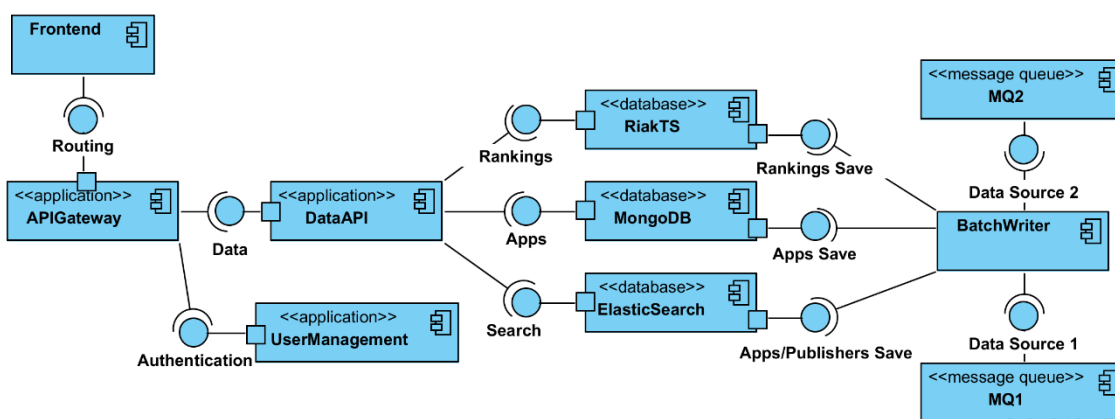 Frontend
Routing
<<application>>
APIGateway
Data
<<application>>
DataAPI
Authentication
<<application>>
UserManagement
Rankings
<<database>>
RiakTS
Rankings Save
Apps
<<database>>
MongoDB
Apps Save
Search
<<database>>
ElasticSearch
Apps/Publishers Save
<<message queue>>
MQ2
Data Source 2
BatchWriter
Data Source 1
<<message queue>>
MQ1